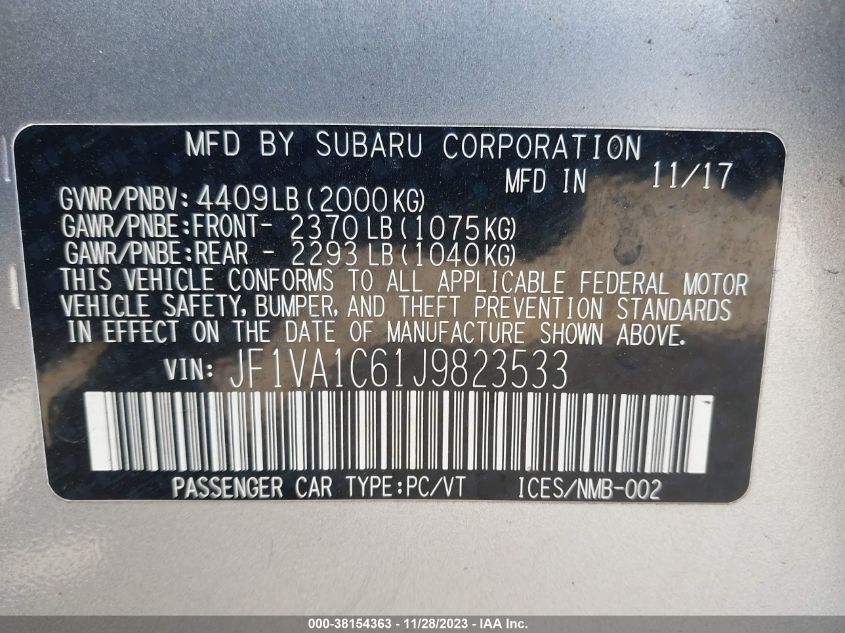 MFD BY SUBARU CORPORATION
MFD IN 11/17
GVWR/PNBV: 4409LB(2000KG)
GAWR/PNBE:FRONT- 2370LB(1075KG)
GAWR/PNBE:REAR - 2293LB(1040KG)
THIS VEHICLE CONFORMS TO ALL APPLICABLE FEDERAL MOTOR
VEHICLE SAFETY, BUMPER, AND THEFT PREVENTION STANDARDS
IN EFFECT ON THE DATE OF MANUFACTURE SHOWN ABOVE.
VIN: JF1VA1C61J9823533
PASSENGER CAR TYPE:PC/VT ICES/NMB-002
000-38154363 - 11/28/2023 - IAA Inc.